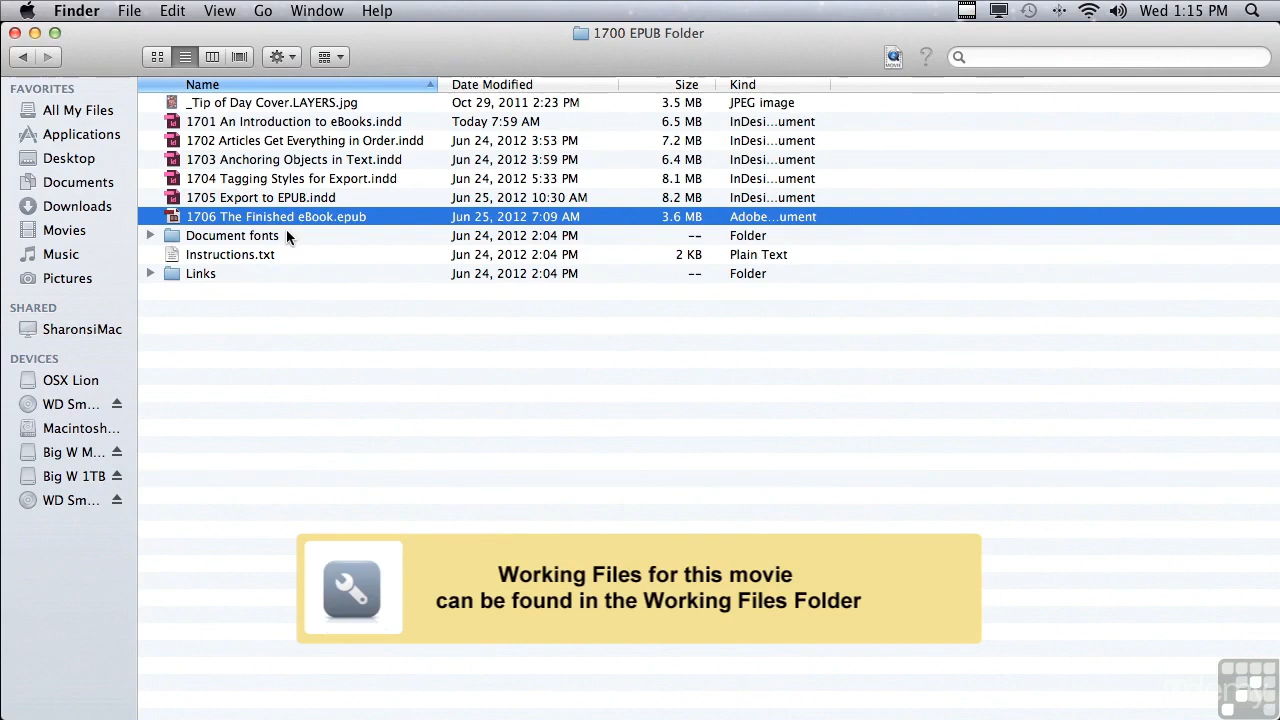 Finder File Edit View Go Window Help Wed 1:15 PM
1700 EPUB Folder
FAVORITES
All My Files
Applications
Desktop
Documents
Downloads
Movies
Music
Pictures
SHARED
SharonsiMac
DEVICES
OSX Lion
WD Sm...
Macintosh...
Big W M...
Big W 1TB
WD Sm...
Name Date Modified Size Kind
_Tip of Day Cover.LAYERS.jpg Oct 29, 2011 2:23 PM 3.5 MB JPEG image
1701 An Introduction to eBooks.indd Today 7:59 AM 6.5 MB InDesi...ument
1702 Articles Get Everything in Order.indd Jun 24, 2012 3:53 PM 7.2 MB InDesi...ument
1703 Anchoring Objects in Text.indd Jun 24, 2012 3:59 PM 6.4 MB InDesi...ument
1704 Tagging Styles for Export.indd Jun 24, 2012 5:33 PM 8.1 MB InDesi...ument
1705 Export to EPUB.indd Jun 25, 2012 10:30 AM 8.2 MB InDesi...ument
1706 The Finished eBook.epub Jun 25, 2012 7:09 AM 3.6 MB Adobe...ument
Document fonts Jun 24, 2012 2:04 PM -- Folder
Instructions.txt Jun 24, 2012 2:04 PM 2 KB Plain Text
Links Jun 24, 2012 2:04 PM -- Folder
Working Files for this movie
can be found in the Working Files Folder